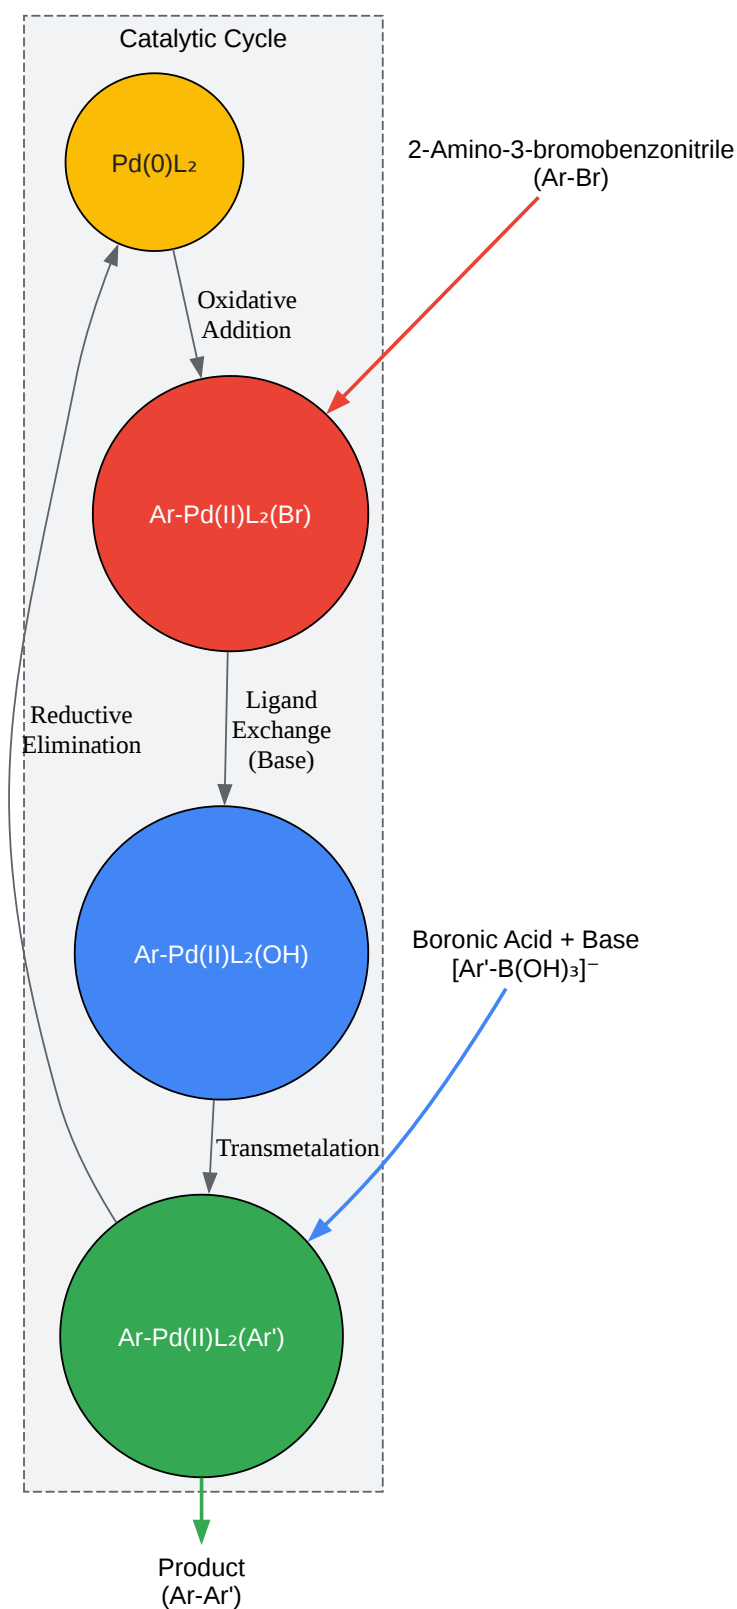 Catalytic Cycle
Pd(0)L₂
2-Amino-3-bromobenzonitrile
(Ar-Br)
Oxidative
Addition
Ar-Pd(II)L₂(Br)
Ligand
Exchange
(Base)
Reductive
Elimination
Ar-Pd(II)L₂(OH)
Boronic Acid + Base
[Ar'-B(OH)₃]⁻
Transmetalation
Ar-Pd(II)L₂(Ar')
Product
(Ar-Ar')